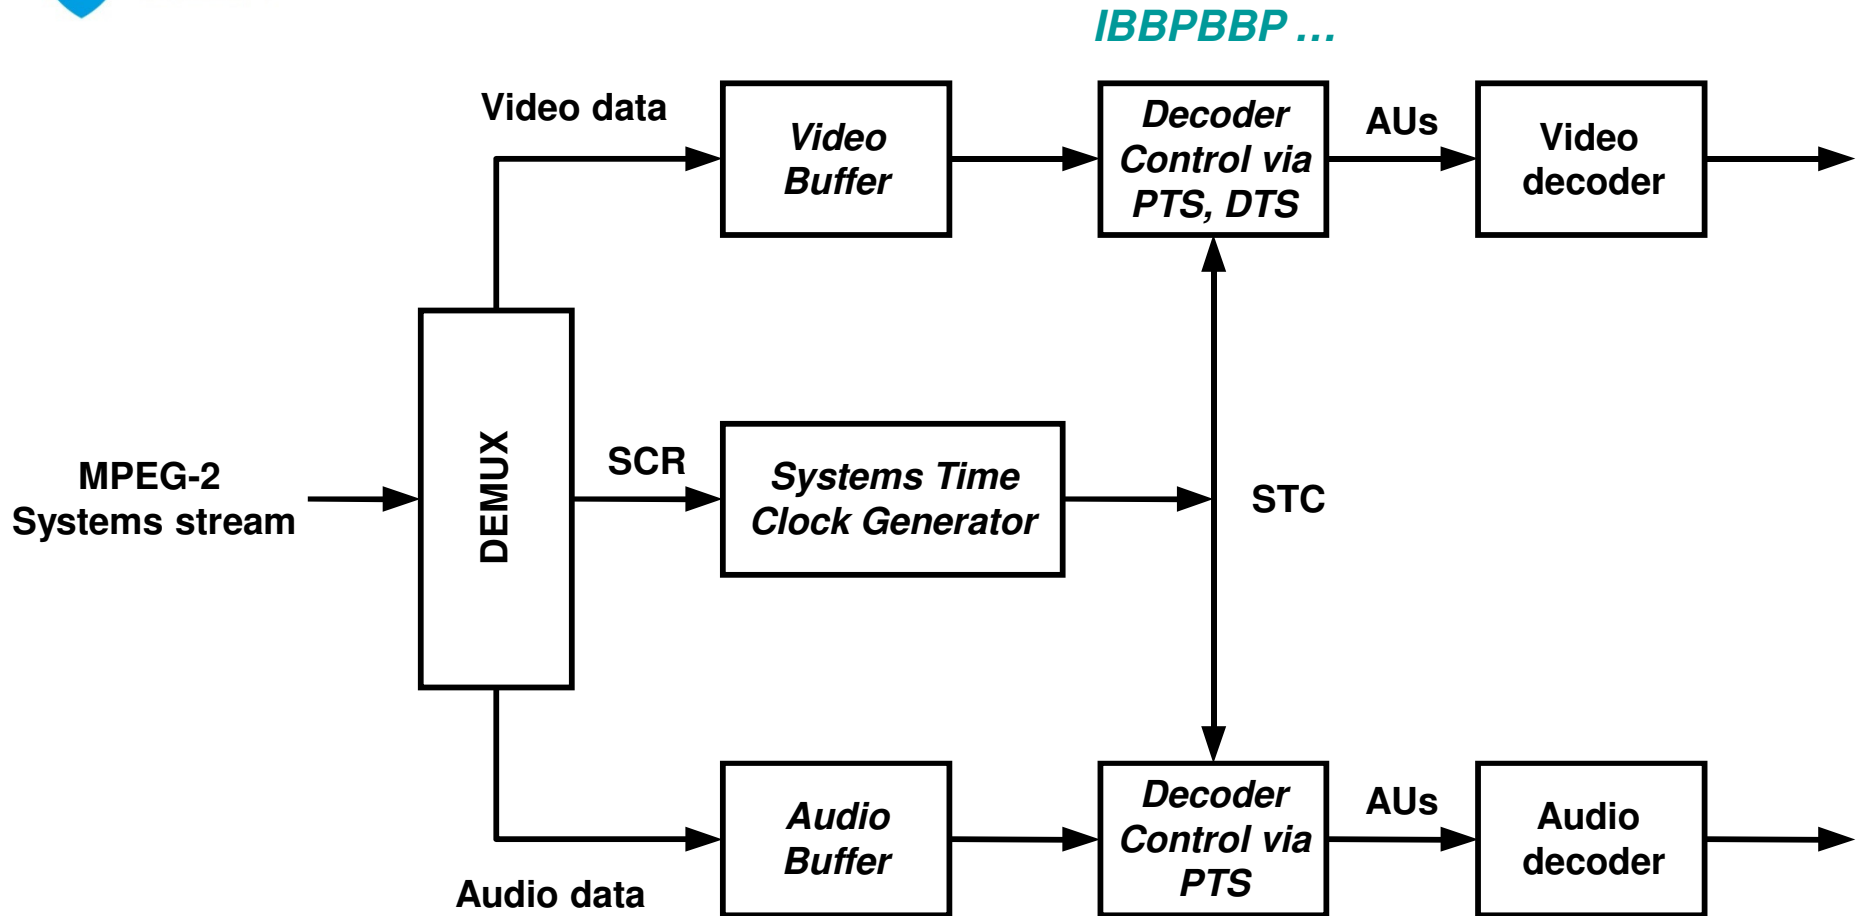 IBBPBBP …
Video data
Video
Buffer
Decoder
Control via
PTS, DTS
AUs
Video
decoder
MPEG-2
Systems stream
DEMUX
SCR
Systems Time
Clock Generator
STC
Audio data
Audio
Buffer
Decoder
Control via
PTS
AUs
Audio
decoder